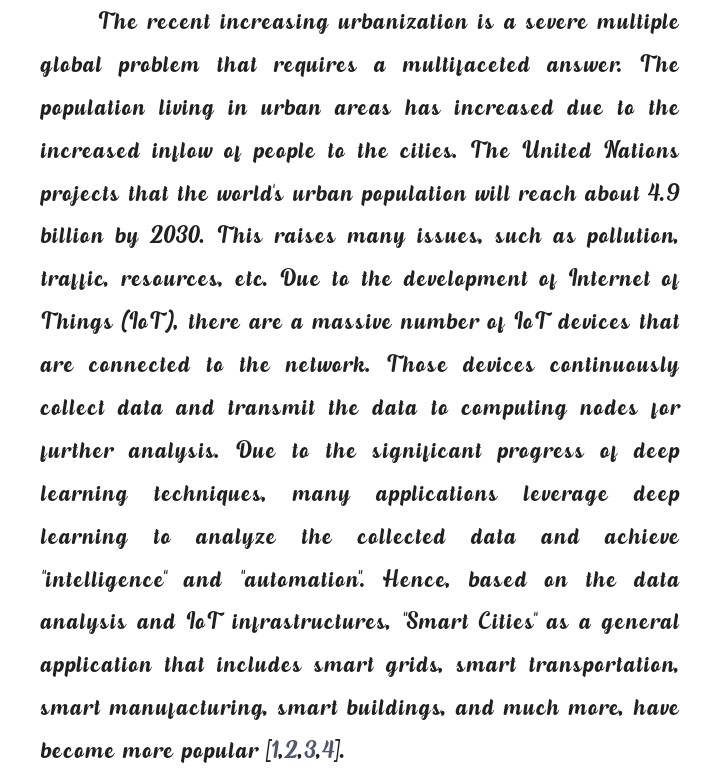 The recent increasing urbanization is a severe multiple
global problem that requires a multifaceted answer. The
population living in urban areas has increased due to the
increased inflow of people to the cities. The United Nations
projects that the world's urban population will reach about 4.9
billion by 2030. This raises many issues, such as pollution,
traffic, resources, etc. Due to the development of Internet of
Things (IoT), there are a massive number of IoT devices that
are connected to the network. Those devices continuously
collect data and transmit the data to computing nodes for
further analysis. Due to the significant progress of deep
learning techniques, many applications leverage deep
learning to analyze the collected data and achieve
"intelligence" and "automation". Hence, based on the data
analysis and IoT infrastructures, "Smart Cities" as a general
application that includes smart grids, smart transportation,
smart manufacturing, smart buildings, and much more, have
become more popular [1,2,3,4].